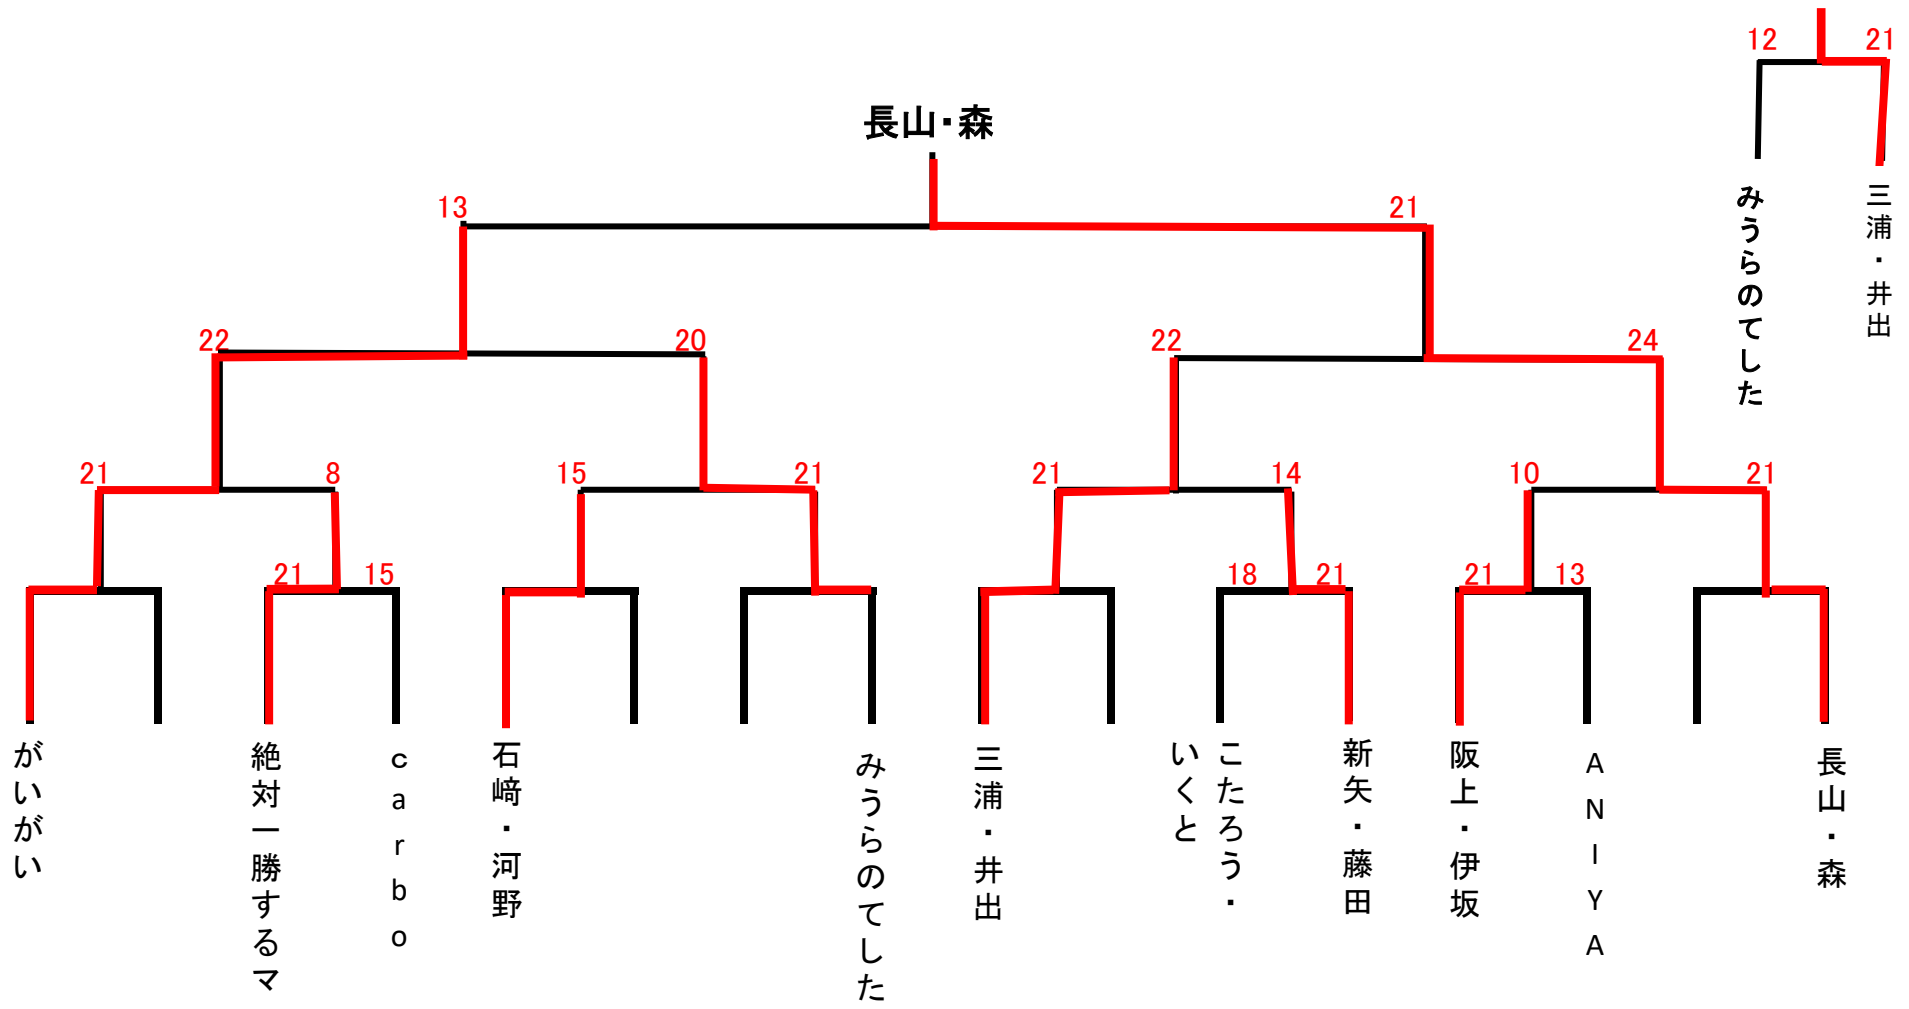 12
21
長山・森
みうらのてした
三浦・井出
13
21
22
20
22
24
21
8
15
21
21
14
10
21
21
15
18
21
21
13
がいがい
絶対一勝するマ
carbo
石﨑・河野
みうらのてした
三浦・井出
こたろう・
いくと
新矢・藤田
阪上・伊坂
ANIYA
長山・森